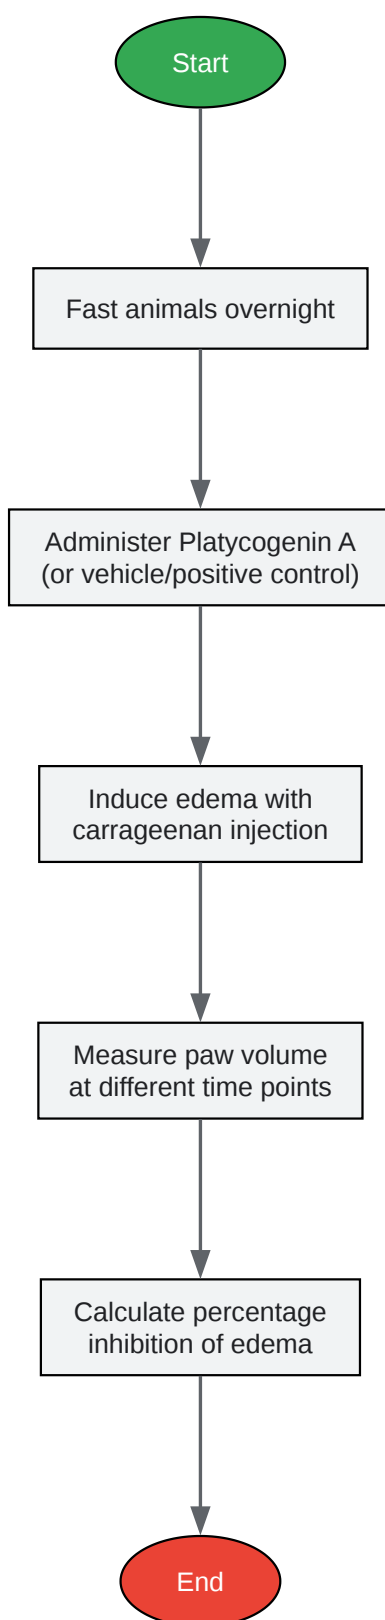 Start
Fast animals overnight
Administer Platycogenin A
(or vehicle/positive control)
Induce edema with
carrageenan injection
Measure paw volume
at different time points
Calculate percentage
inhibition of edema
End